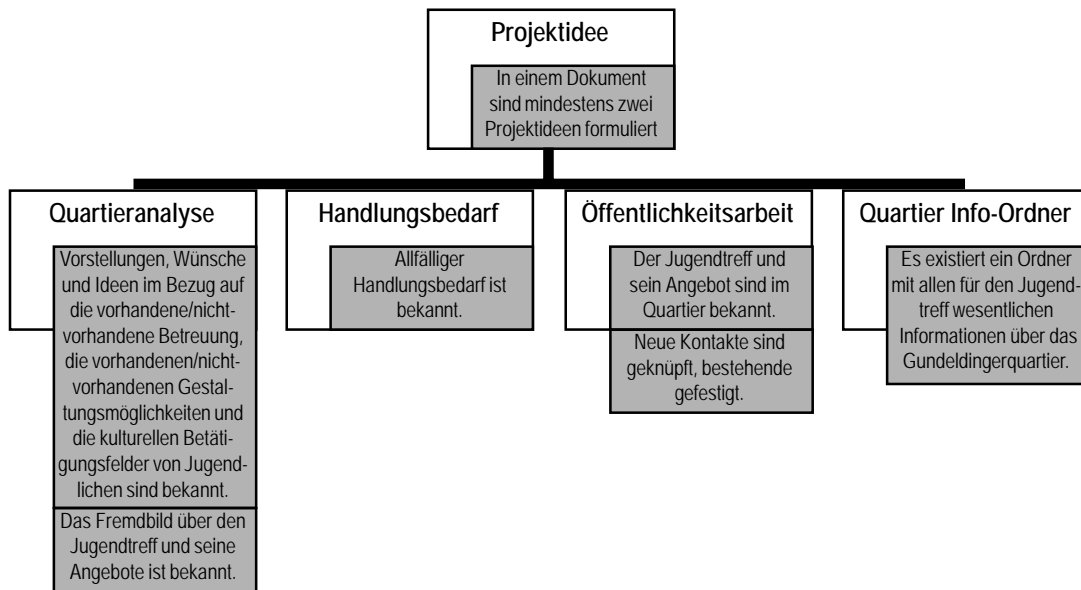 Projektidee
In einem Dokument
sind mindestens zwei
Projektideen formuliert
Quartieranalyse
Vorstellungen, Wünsche
und Ideen im Bezug auf
die vorhandene/nicht-
vorhandene Betreuung,
die vorhandenen/nicht-
vorhandenen Gestal-
tungsmöglichkeiten und
die kulturellen Betäti-
gungsfelder von Jugend-
lichen sind bekannt.
Das Fremdbild über den
Jugendtreff und seine
Angebote ist bekannt.
Handlungsbedarf
Allfälliger
Handlungsbedarf ist
bekannt.
Öffentlichkeitsarbeit
Der Jugendtreff und
sein Angebot sind im
Quartier bekannt.
Neue Kontakte sind
geknüpft, bestehende
gefestigt.
Quartier Info-Ordner
Es existiert ein Ordner
mit allen für den Jugend-
treff wesentlichen
Informationen über das
Gundeldingerquartier.